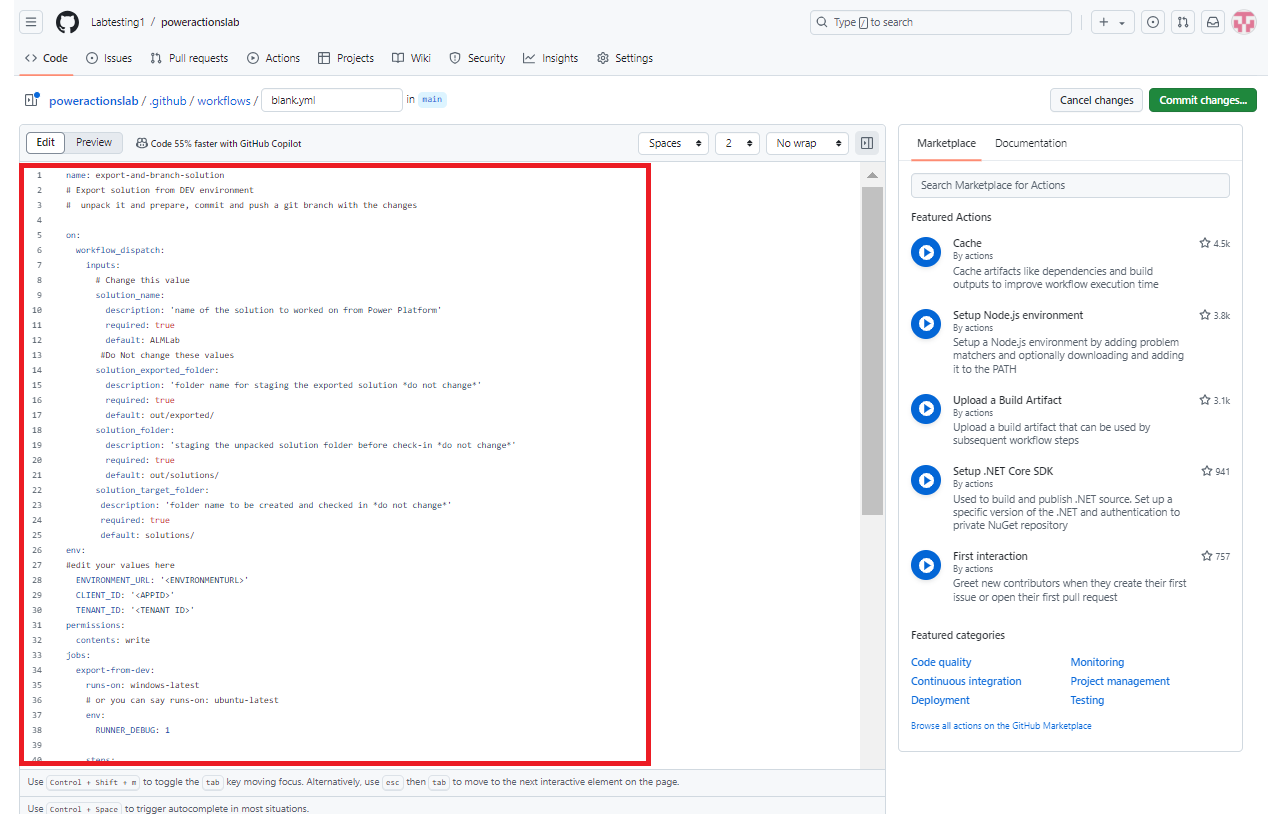 Labtesting1 / poweractionslab
Type / to search
Code Issues Pull requests Actions Projects Wiki Security Insights Settings
poweractionslab / .github / workflows / blank.yml in main
Cancel changes Commit changes...
Edit Preview Code 55% faster with GitHub Copilot Spaces 2 No wrap
1 name: export-and-branch-solution
2 # Export solution from DEV environment
3 #  unpack it and prepare, commit and push a git branch with the changes
4
5 on:
6   workflow_dispatch:
7     inputs:
8       # Change this value
9       solution_name:
10         description: 'name of the solution to worked on from Power Platform'
11         required: true
12         default: ALMLab
13        #Do Not change these values
14       solution_exported_folder:
15         description: 'folder name for staging the exported solution *do not change*'
16         required: true
17         default: out/exported/
18       solution_folder:
19         description: 'staging the unpacked solution folder before check-in *do not change*'
20         required: true
21         default: out/solutions/
22       solution_target_folder:
23        description: 'folder name to be created and checked in *do not change*'
24        required: true
25        default: solutions/
26 env:
27 #edit your values here
28   ENVIRONMENT_URL: '<ENVIRONMENTURL>'
29   CLIENT_ID: '<APPID>'
30   TENANT_ID: '<TENANT ID>'
31 permissions:
32   contents: write
33 jobs:
34   export-from-dev:
35     runs-on: windows-latest
36     # or you can say runs-on: ubuntu-latest
37     env:
38       RUNNER_DEBUG: 1
39
40     steps:
Use Control + Shift + m to toggle the tab key moving focus. Alternatively, use esc then tab to move to the next interactive element on the page.
Use Control + Space to trigger autocomplete in most situations.
Marketplace Documentation
Search Marketplace for Actions
Featured Actions
Cache 4.5k
By actions
Cache artifacts like dependencies and build
outputs to improve workflow execution time
Setup Node.js environment 3.8k
By actions
Setup a Node.js environment by adding problem
matchers and optionally downloading and adding
it to the PATH
Upload a Build Artifact 3.1k
By actions
Upload a build artifact that can be used by
subsequent workflow steps
Setup .NET Core SDK 941
By actions
Used to build and publish .NET source. Set up a
specific version of the .NET and authentication to
private NuGet repository
First interaction 757
By actions
Greet new contributors when they create their first
issue or open their first pull request
Featured categories
Code quality Monitoring
Continuous integration Project management
Deployment Testing
Browse all actions on the GitHub Marketplace